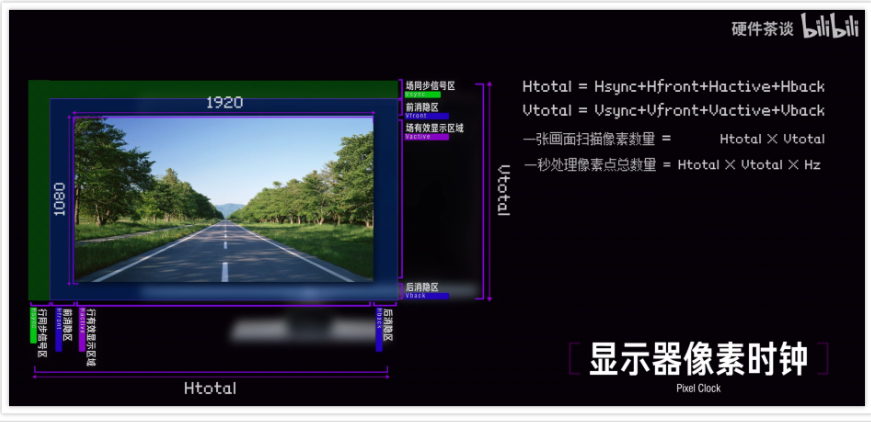 硬件茶谈 bilibili
场同步信号区
Vsync
1920
前消隐区
Vfront
场有效显示区域
Vactive
1080
Vtotal
后消隐区
Vback
行同步信号区
Hsync
前消隐区
Hfront
行有效显示区域
Hactive
后消隐区
Hback
Htotal
Htotal = Hsync+Hfront+Hactive+Hback
Vtotal = Vsync+Vfront+Vactive+Vback
一张画面扫描像素数量 = Htotal × Vtotal
一秒处理像素点总数量 = Htotal × Vtotal × Hz
显示器像素时钟
Pixel Clock